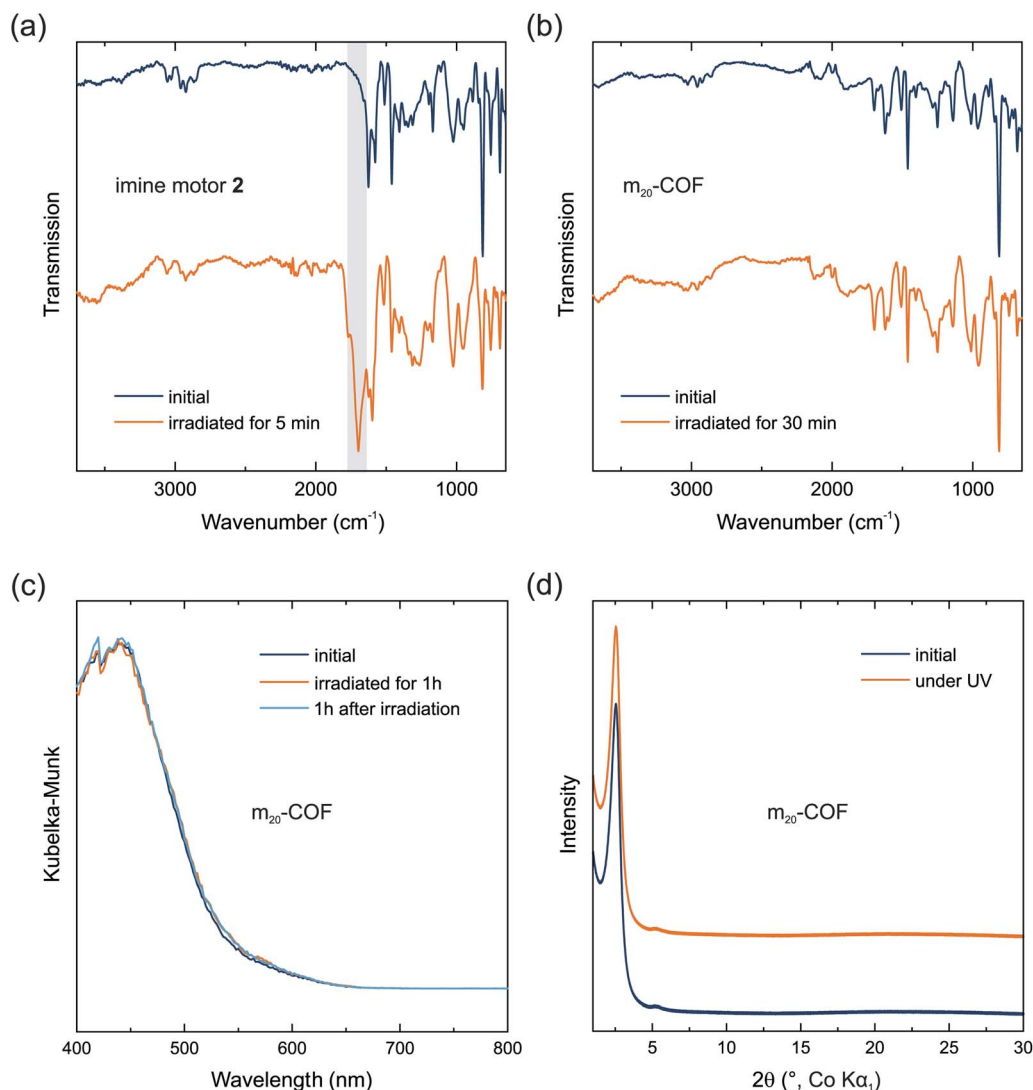 (a)
Transmission
imine motor 2
initial
irradiated for 5 min
3000 2000 1000
Wavenumber (cm⁻¹)
(b)
Transmission
m₂₀-COF
initial
irradiated for 30 min
3000 2000 1000
Wavenumber (cm⁻¹)
(c)
Kubelka-Munk
initial
irradiated for 1h
1h after irradiation
m₂₀-COF
400 500 600 700 800
Wavelength (nm)
(d)
Intensity
initial
under UV
m₂₀-COF
5 10 15 20 25 30
2θ (°, Co Kα₁)